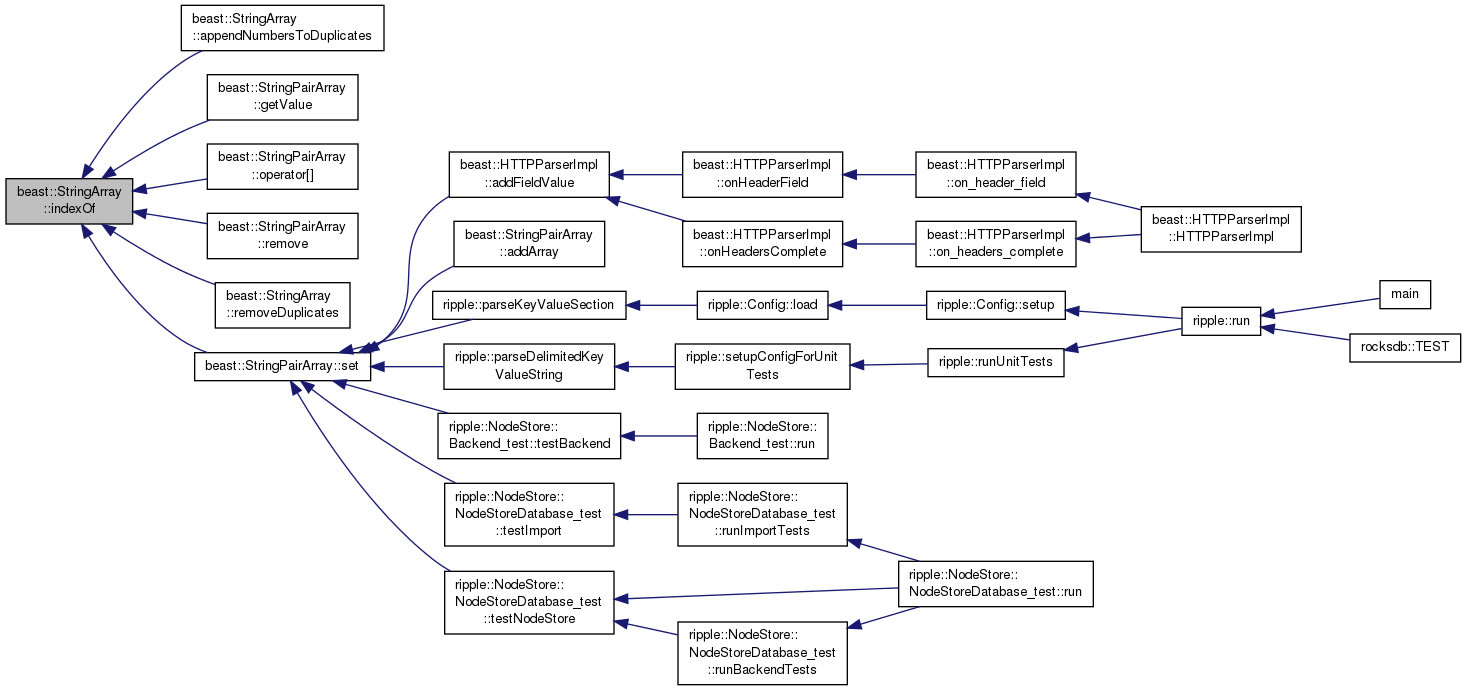 beast::StringArray
::indexOf
beast::StringArray
::appendNumbersToDuplicates
beast::StringPairArray
::getValue
beast::StringPairArray
::operator[]
beast::StringPairArray
::remove
beast::StringArray
::removeDuplicates
beast::StringPairArray::set
beast::HTTPParserImpl
::addFieldValue
beast::StringPairArray
::addArray
ripple::parseKeyValueSection
ripple::parseDelimitedKey
ValueString
ripple::NodeStore::
Backend_test::testBackend
ripple::NodeStore::
NodeStoreDatabase_test
::testImport
ripple::NodeStore::
NodeStoreDatabase_test
::testNodeStore
beast::HTTPParserImpl
::onHeaderField
beast::HTTPParserImpl
::onHeadersComplete
ripple::Config::load
ripple::setupConfigForUnit
Tests
ripple::NodeStore::
Backend_test::run
ripple::NodeStore::
NodeStoreDatabase_test
::runImportTests
ripple::NodeStore::
NodeStoreDatabase_test
::runBackendTests
beast::HTTPParserImpl
::on_header_field
beast::HTTPParserImpl
::on_headers_complete
ripple::Config::setup
ripple::runUnitTests
ripple::NodeStore::
NodeStoreDatabase_test::run
beast::HTTPParserImpl
::HTTPParserImpl
ripple::run
main
rocksdb::TEST